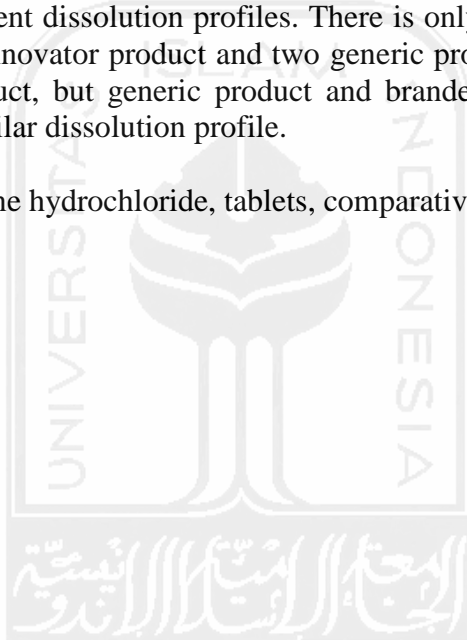 ent dissolution profiles. There is only
novator product and two generic pro
uct, but generic product and brande
ilar dissolution profile.
ne hydrochloride, tablets, comparativ
ISLAM
UNIVERSITAS
INDONESIA